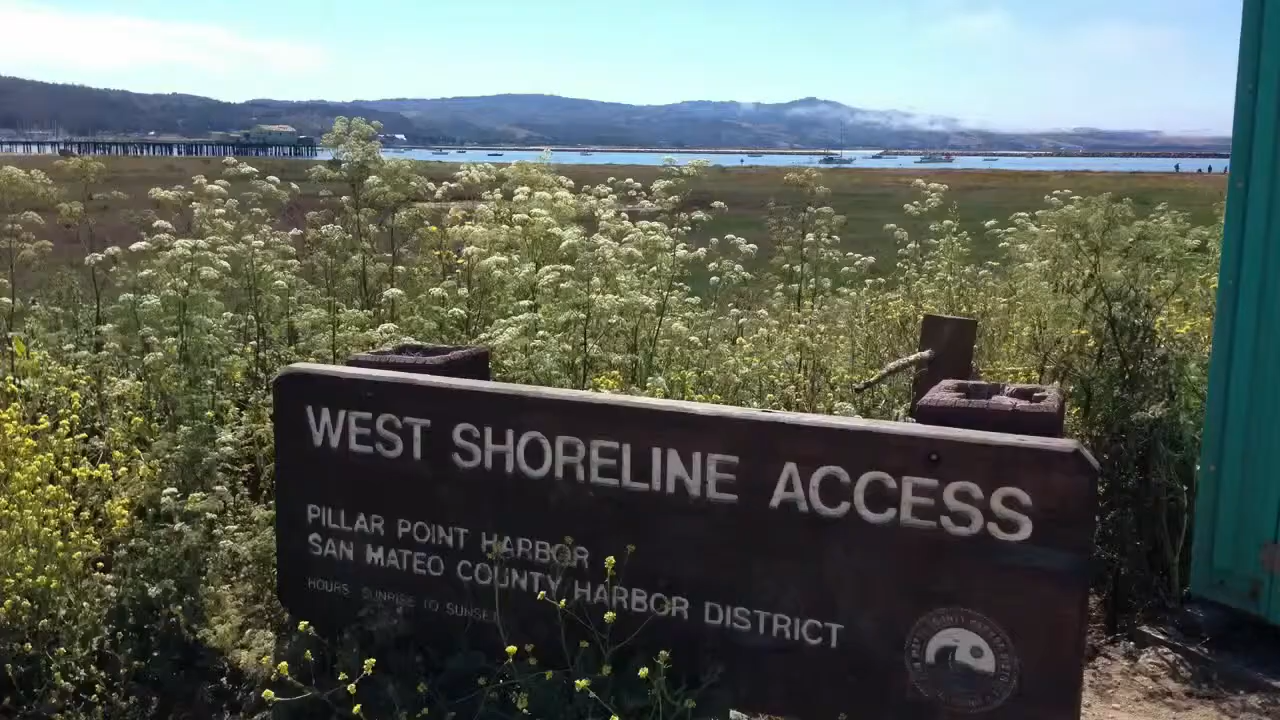 WEST SHORELINE ACCESS
PILLAR POINT HARBOR
SAN MATEO COUNTY HARBOR DISTRICT
HOURS SUNRISE TO SUNSET